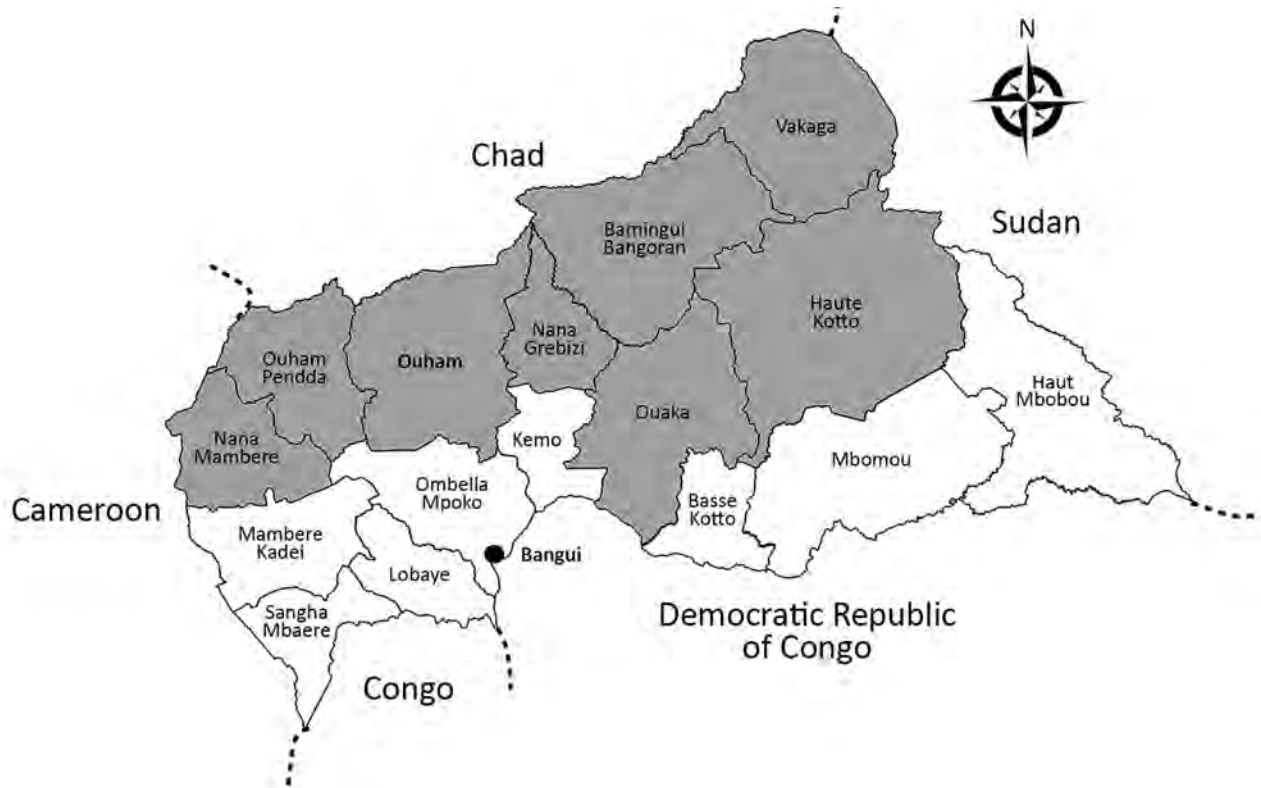 N
Vakaga
Chad
Sudan
Bamingui
Bangoran
Haute
Kotto
Nana
Grebizi
Ouham
Pendda
Ouham
Haut
Mbobou
Ouaka
Nana
Mambere
Kemo
Mbomou
Ombella
Mpoko
Basse
Kotto
Cameroon
Mambere
Kadei
Bangui
Lobaye
Sangha
Mbaere
Democratic Republic
of Congo
Congo